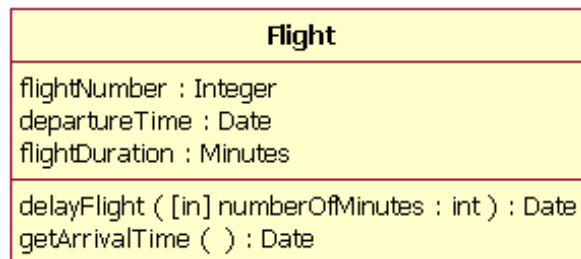 Flight
flightNumber : Integer
departureTime : Date
flightDuration : Minutes
delayFlight ( [in] numberOfMinutes : int ) : Date
getArrivalTime ( ) : Date